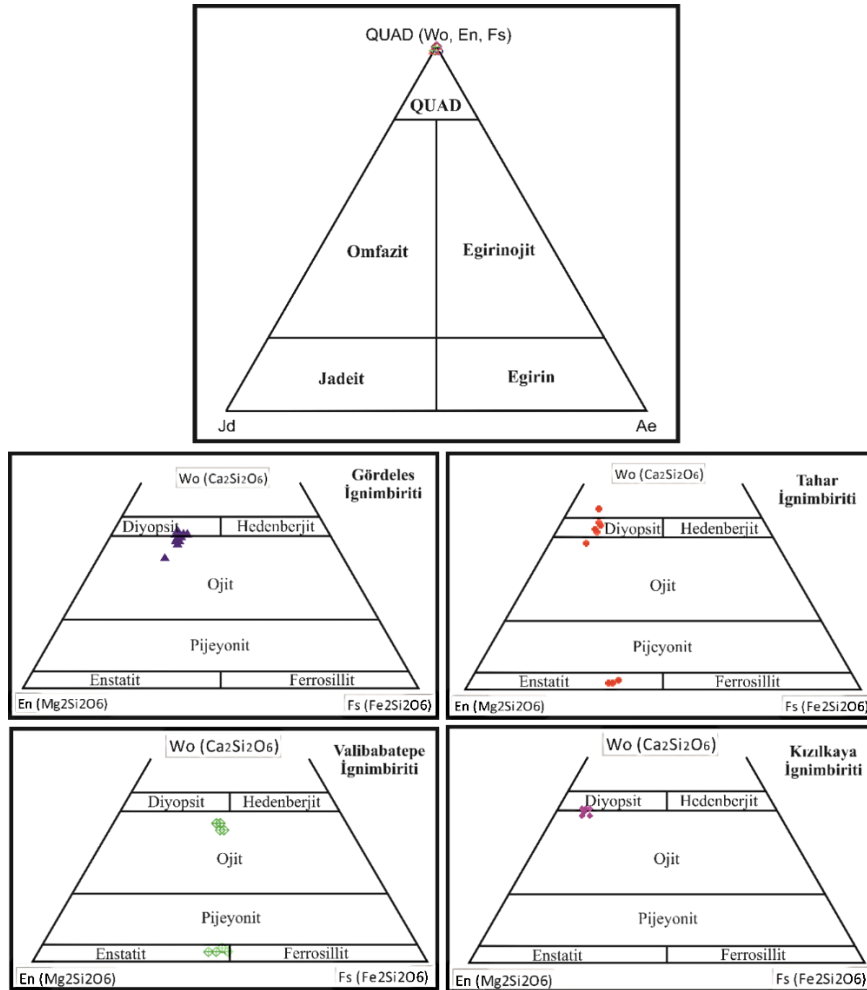 QUAD (Wo, En, Fs)
QUAD
Omfazit
Egirinojit
Jadeit
Egirin
Jd
Ae
Wo (Ca2Si2O6)
Gördeles
İgnimbiriti
Diyopsit
Hedenberjit
Ojit
Pijeyonit
Enstatit
Ferrosillit
En (Mg2Si2O6)
Fs (Fe2Si2O6)
Wo (Ca2Si2O6)
Tahar
İgnimbiriti
Diyopsit
Hedenberjit
Ojit
Pijeyonit
Enstatit
Ferrosillit
En (Mg2Si2O6)
Fs (Fe2Si2O6)
Wo (Ca2Si2O6)
Valibabatepe
İgnimbiriti
Diyopsit
Hedenberjit
Ojit
Pijeyonit
Enstatit
Ferrosillit
En (Mg2Si2O6)
Fs (Fe2Si2O6)
Wo (Ca2Si2O6)
Kızılkaya
İgnimbiriti
Diyopsit
Hedenberjit
Ojit
Pijeyonit
Enstatit
Ferrosillit
En (Mg2Si2O6)
Fs (Fe2Si2O6)